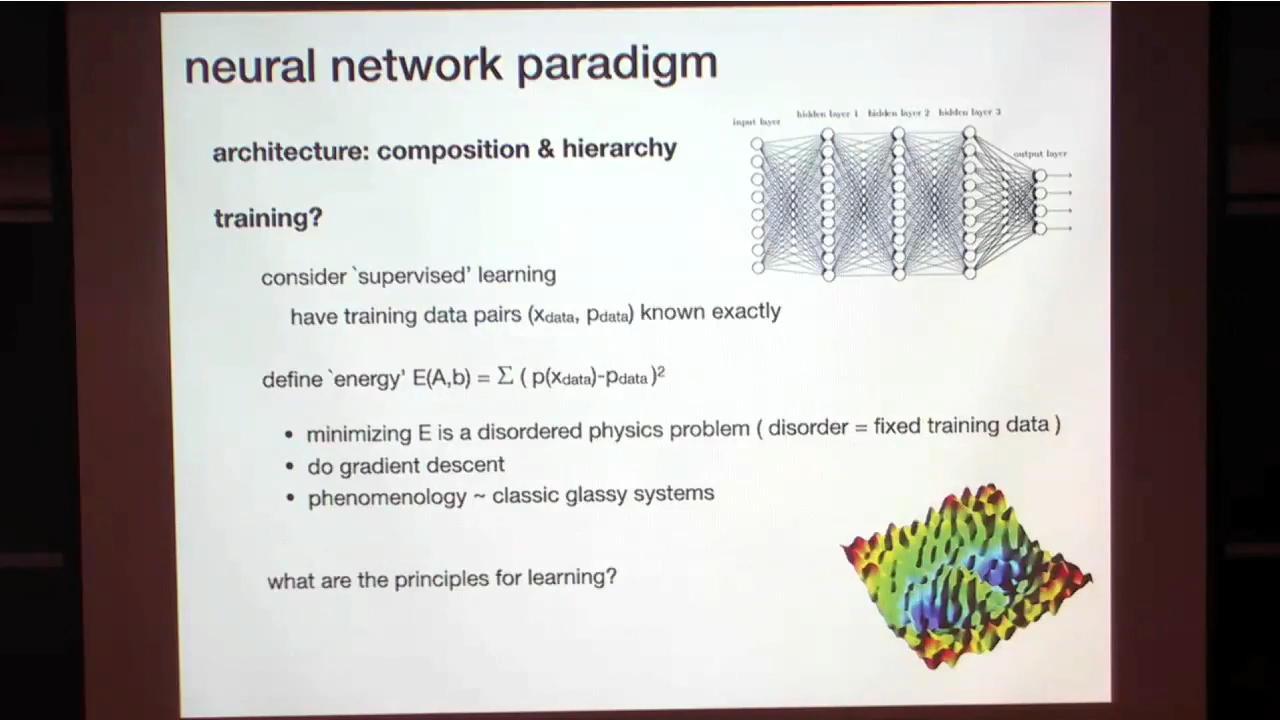 neural network paradigm
input layer
hidden layer 1 hidden layer 2 hidden layer 3
output layer
architecture: composition & hierarchy
training?
consider `supervised' learning
have training data pairs (xdata, pdata) known exactly
define `energy' E(A,b) = Σ ( p(xdata)-pdata )²
• minimizing E is a disordered physics problem ( disorder = fixed training data )
• do gradient descent
• phenomenology ~ classic glassy systems
what are the principles for learning?